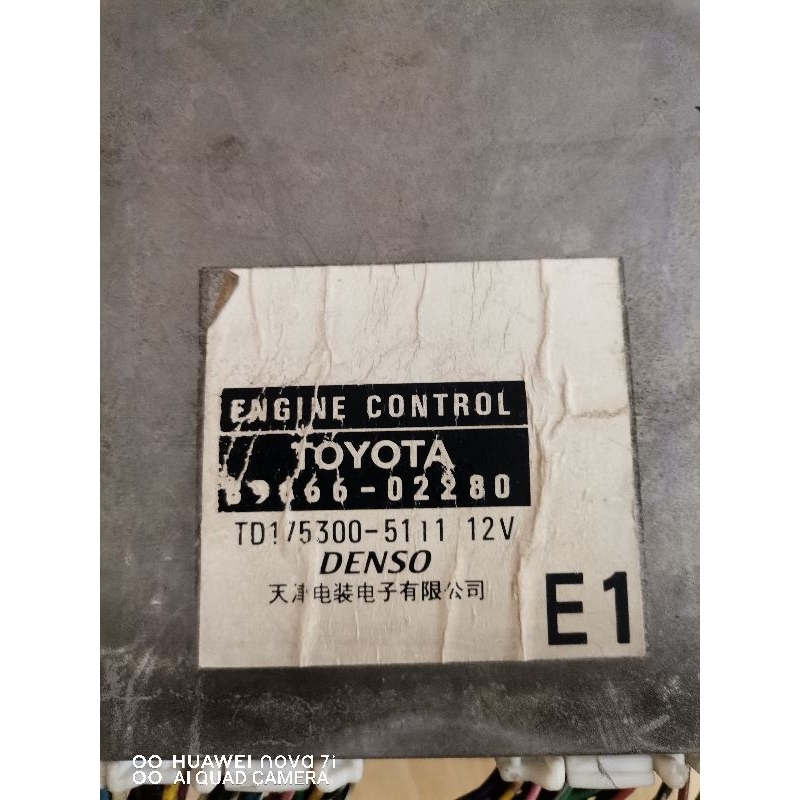 ENGINE CONTROL
TOYOTA
89666-02280
TD175300-5111 12V
DENSO
天津电装电子有限公司
E1
HUAWEI nova 7i
AI QUAD CAMERA